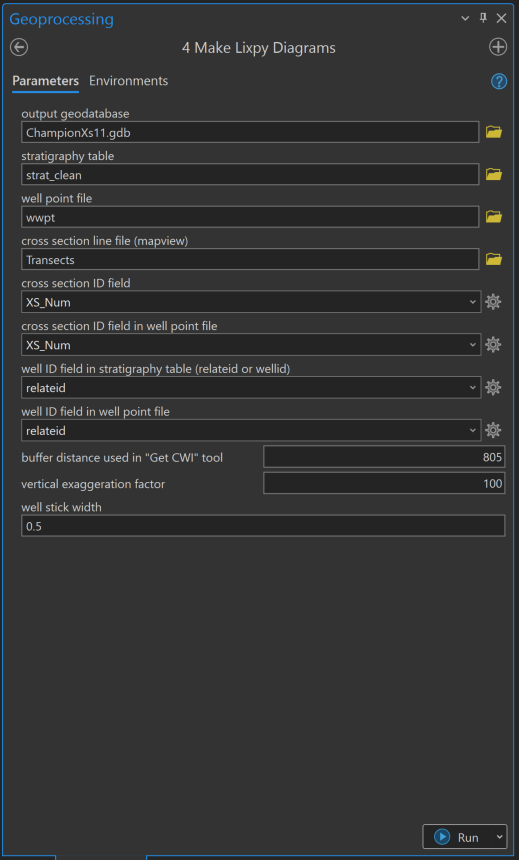 Geoprocessing
4 Make Lixpy Diagrams
Parameters Environments
output geodatabase
ChampionXs11.gdb
stratigraphy table
strat_clean
well point file
wwpt
cross section line file (mapview)
Transects
cross section ID field
XS_Num
cross section ID field in well point file
XS_Num
well ID field in stratigraphy table (relateid or wellid)
relateid
well ID field in well point file
relateid
buffer distance used in "Get CWI" tool 805
vertical exaggeration factor 100
well stick width
0.5
Run